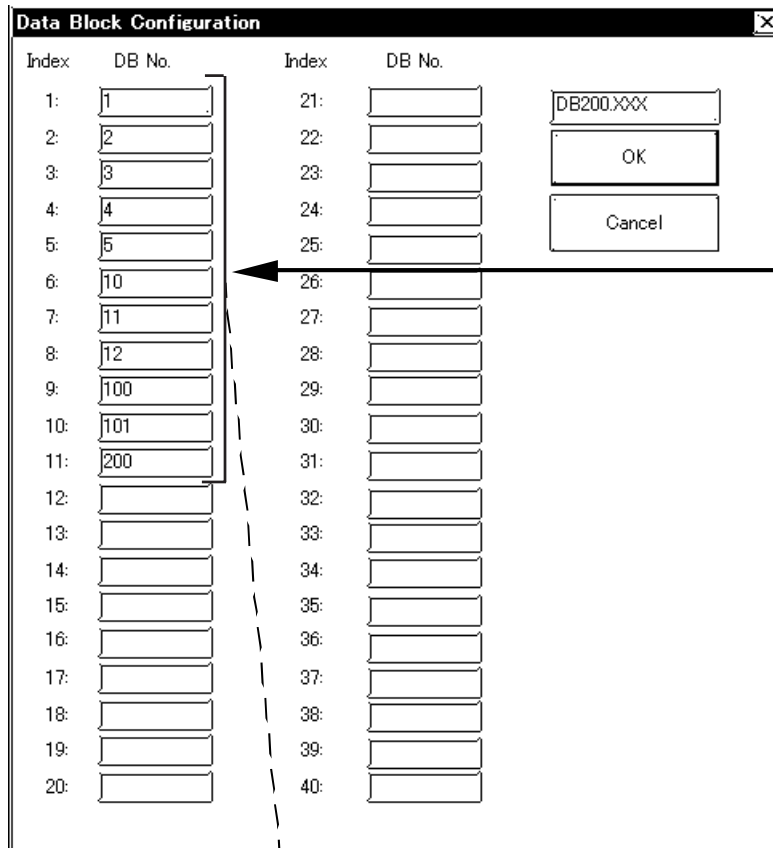 Data Block Configuration
Index DB No. Index DB No.
1: 1 21: DB200.XXX
2: 2 22:
OK
3: 3 23:
4: 4 24:
Cancel
5: 5 25:
6: 10 26:
7: 11 27:
8: 12 28:
9: 100 29:
10: 101 30:
11: 200 31:
12: 32:
13: 33:
14: 34:
15: 35:
16: 36:
17: 37:
18: 38:
19: 39:
20: 40: